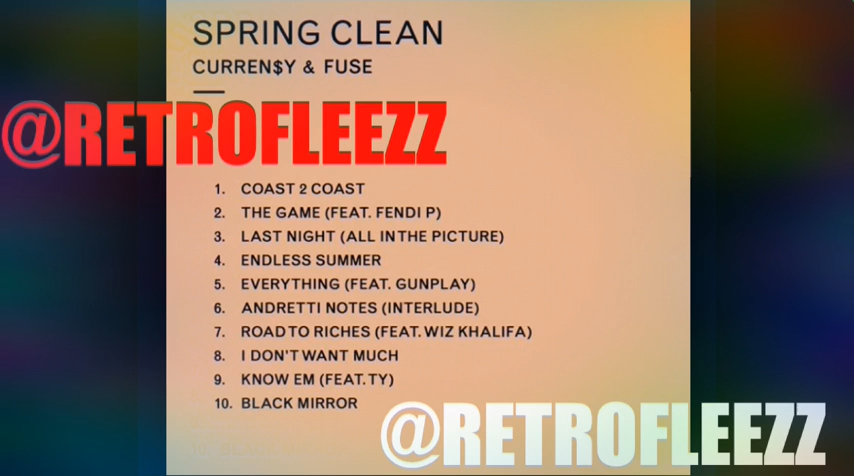 SPRING CLEAN
CURREN$Y & FUSE
@RETROFLEEZZ
1. COAST 2 COAST
2. THE GAME (FEAT. FENDI P)
3. LAST NIGHT (ALL IN THE PICTURE)
4. ENDLESS SUMMER
5. EVERYTHING (FEAT. GUNPLAY)
6. ANDRETTI NOTES (INTERLUDE)
7. ROAD TO RICHES (FEAT. WIZ KHALIFA)
8. I DON'T WANT MUCH
9. KNOW EM (FEAT. TY)
10. BLACK MIRROR
@RETROFLEEZZ